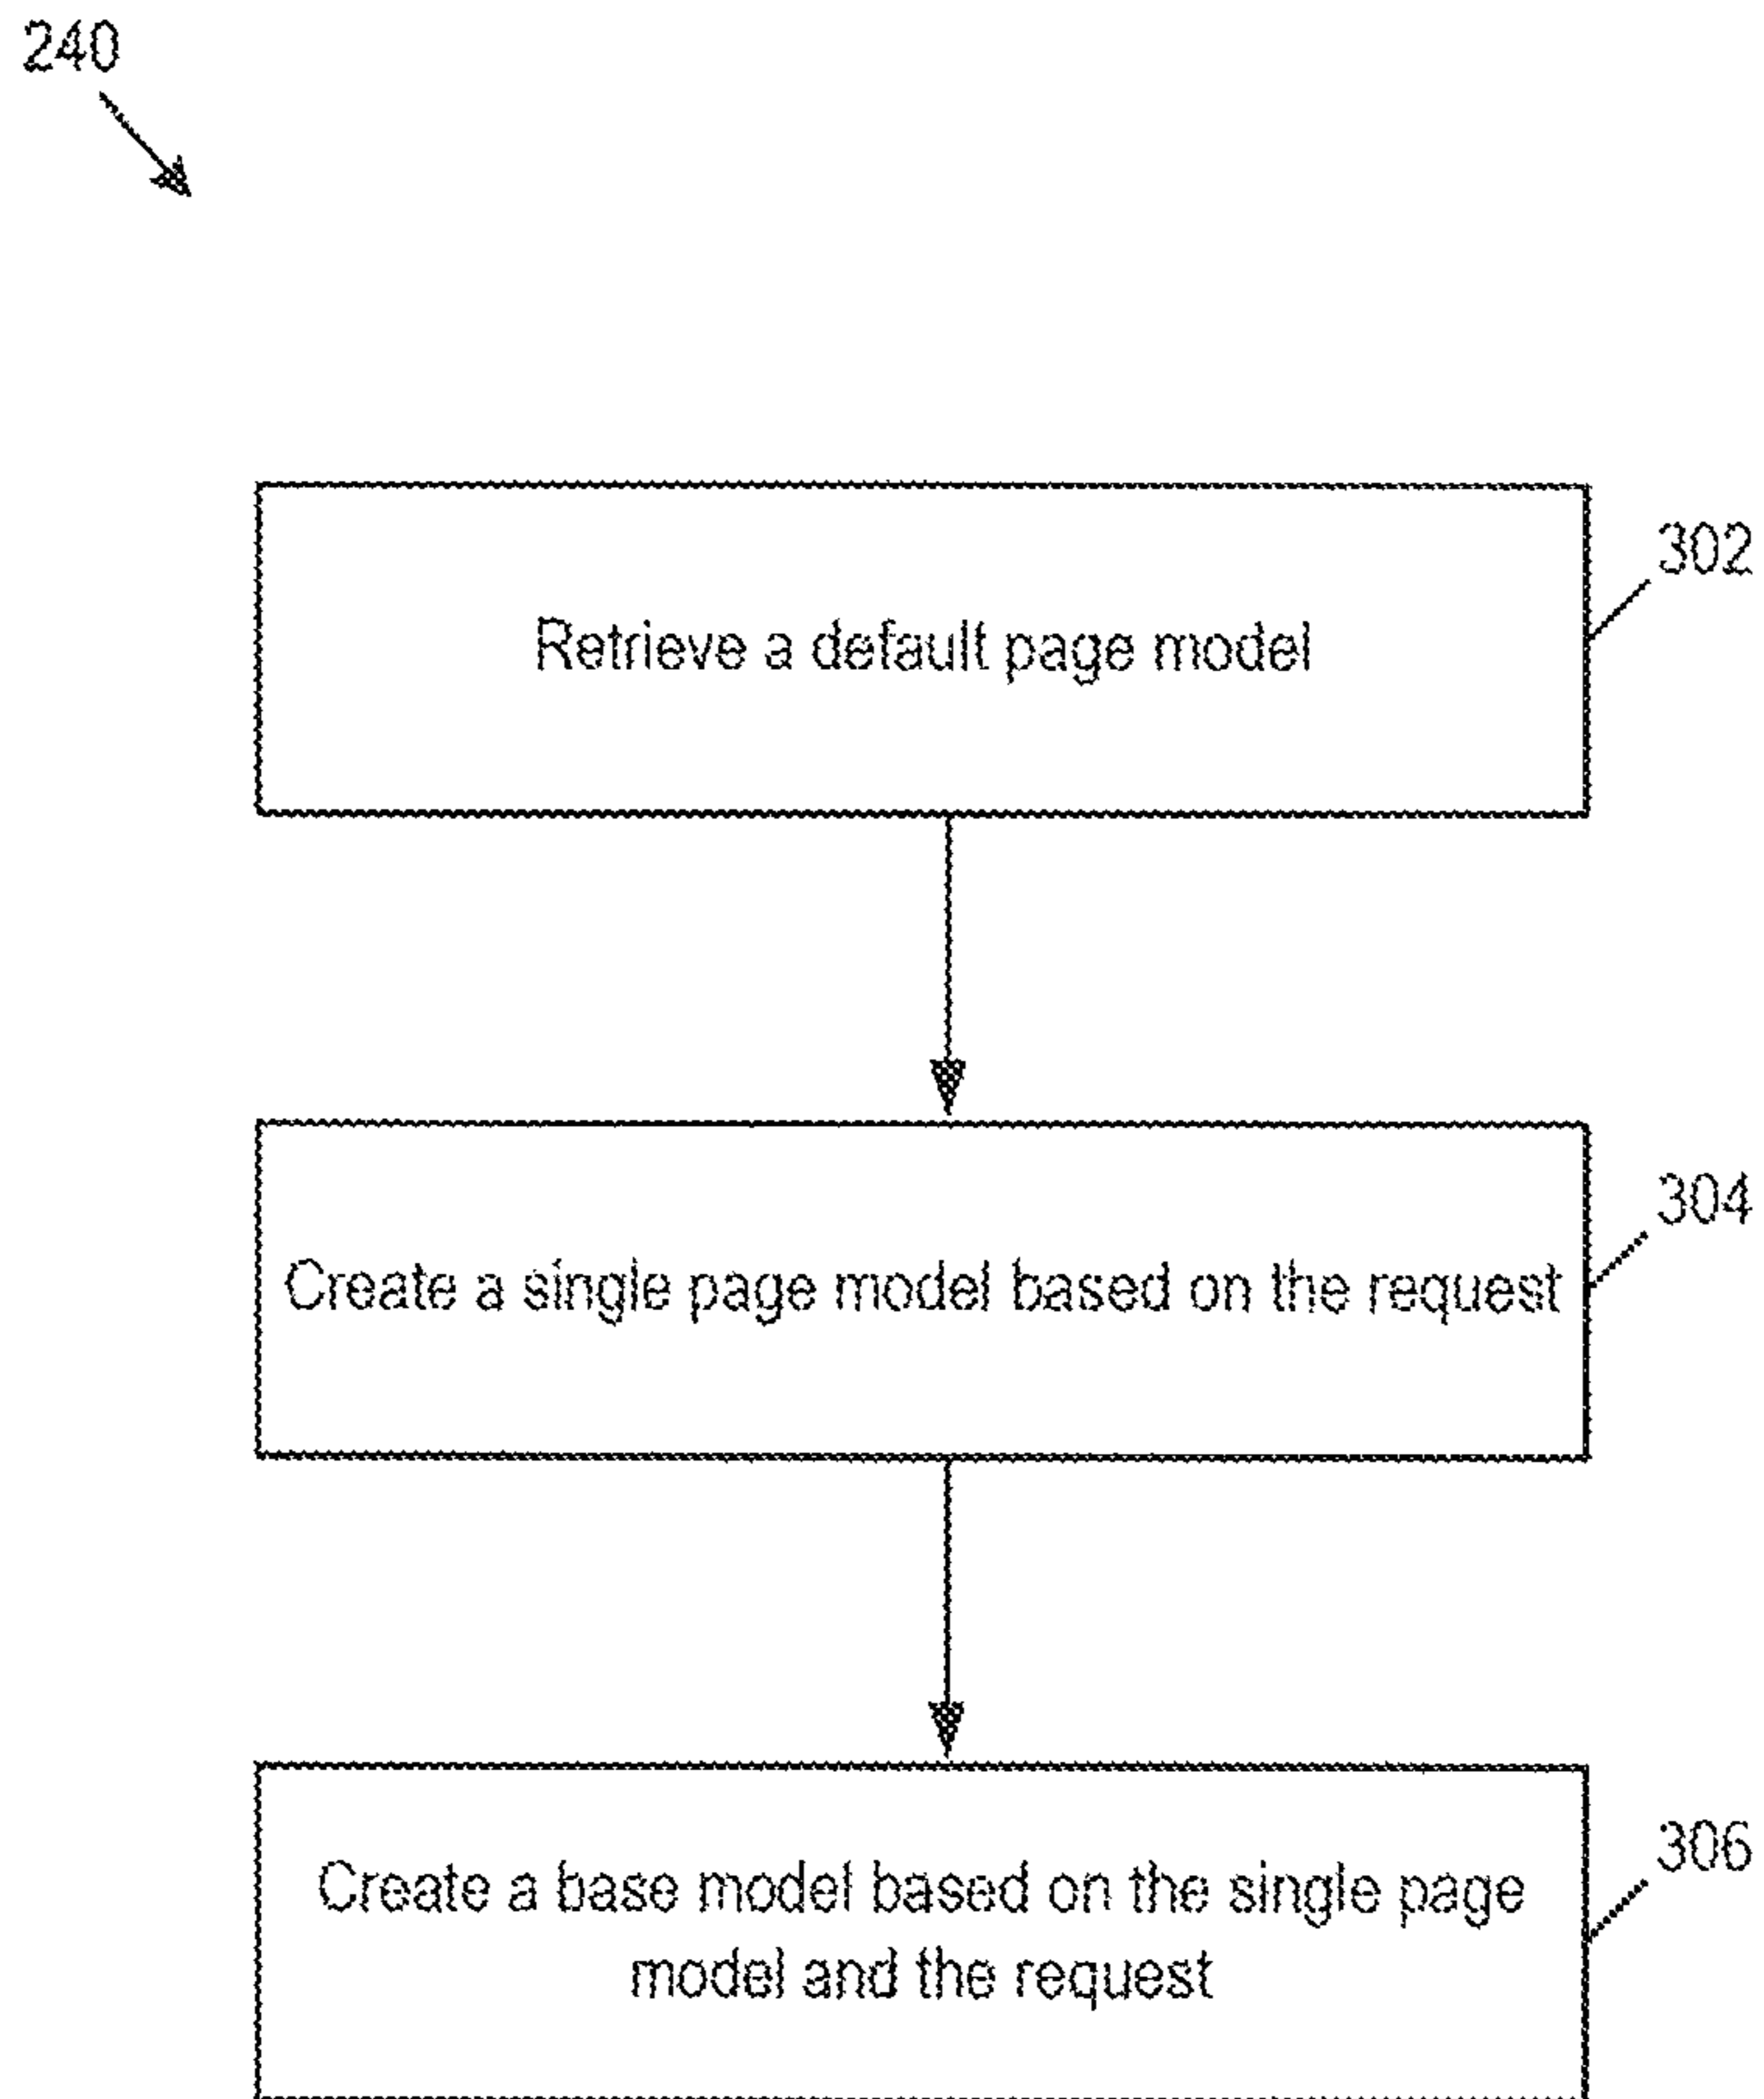 240
302
Retrieve a default page model
304
Create a single page model based on the request
306
Create a base model based on the single page
model and the request